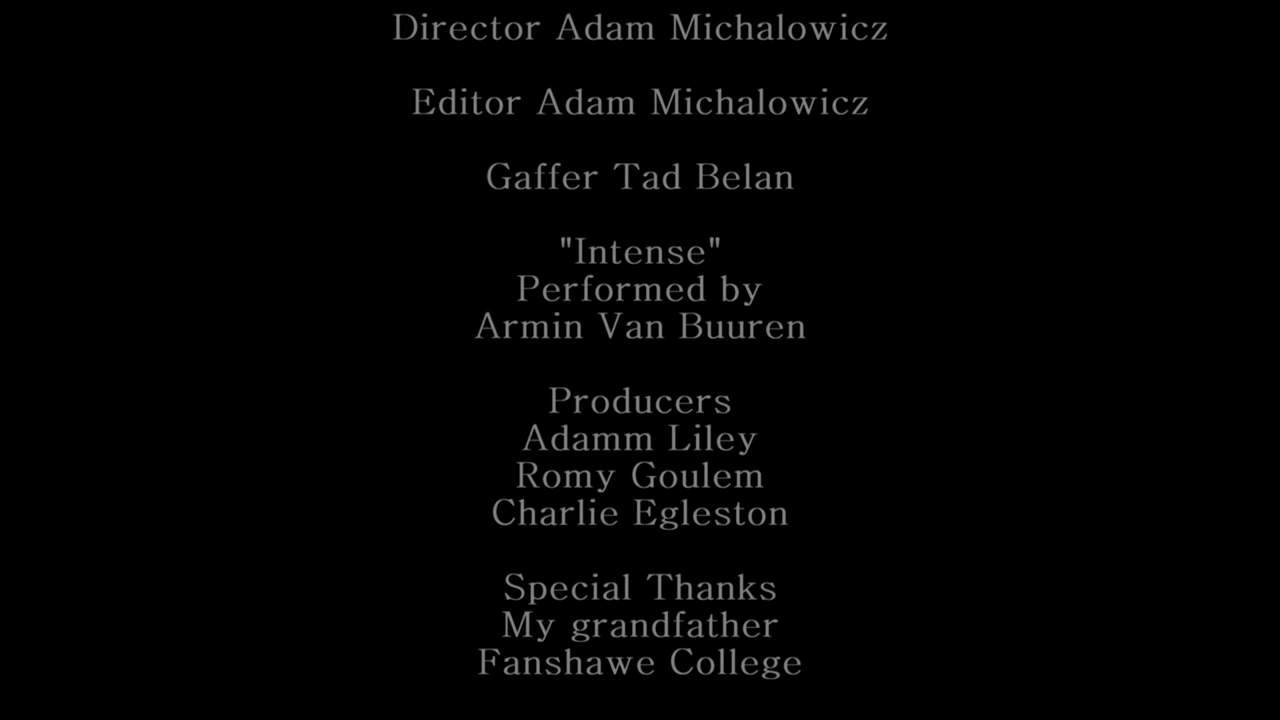 Director Adam Michalowicz
Editor Adam Michalowicz
Gaffer Tad Belan
"Intense"
Performed by
Armin Van Buuren
Producers
Adamm Liley
Romy Goulem
Charlie Egleston
Special Thanks
My grandfather
Fanshawe College